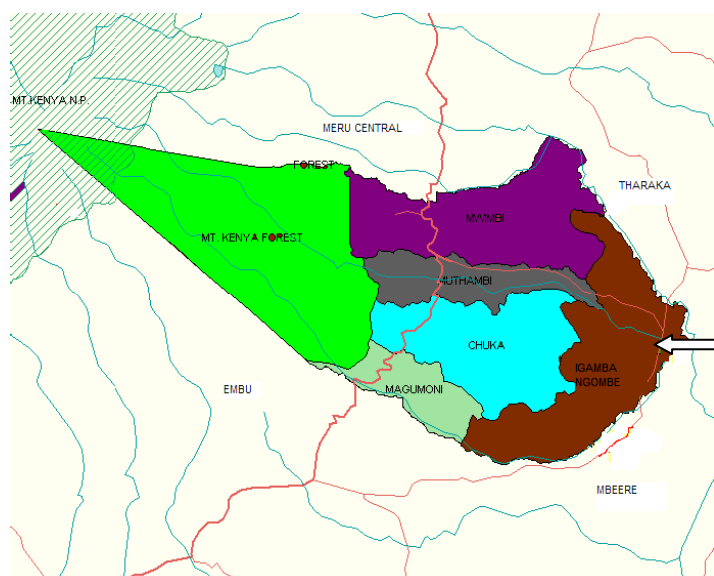 MT.KENYA N.P.
MERU CENTRAL
FOREST
THARAKA
MWIMBI
MT. KENYA FOREST
MUTHAMBI
CHUKA
IGAMBA
NGOMBE
EMBU
MAGUMONI
MBEERE